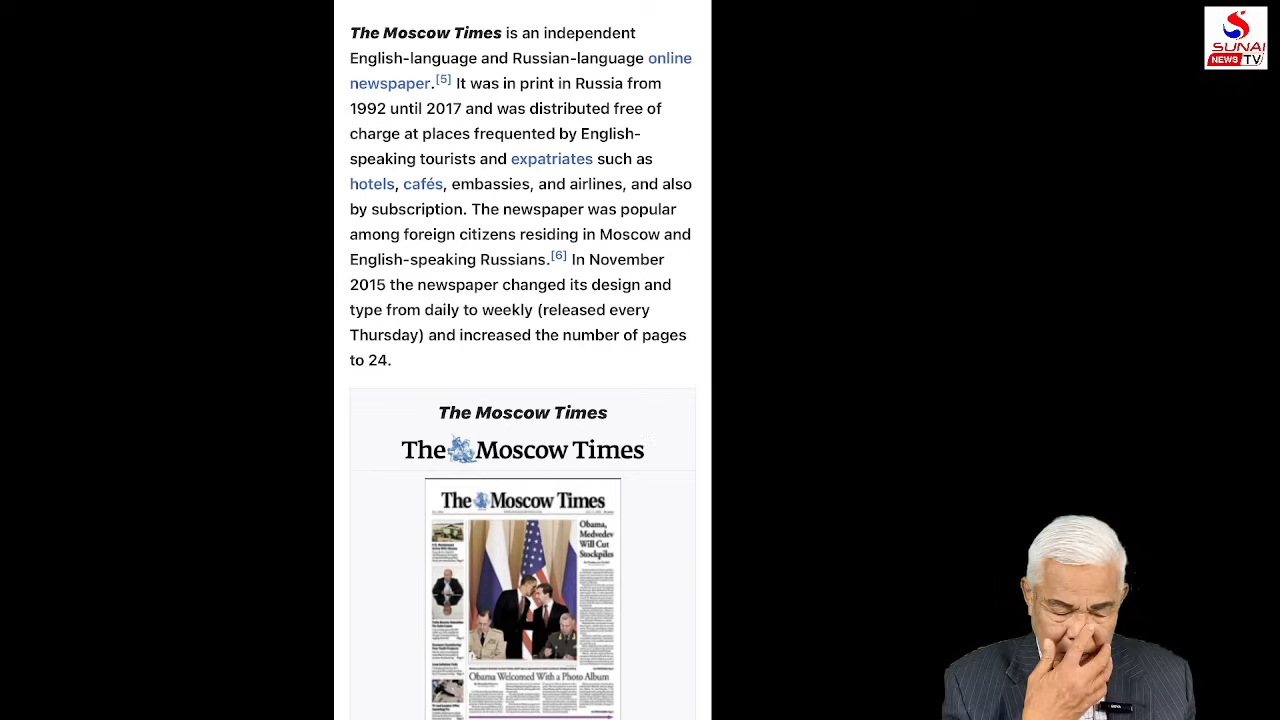 The Moscow Times is an independent
English-language and Russian-language online
newspaper.[5] It was in print in Russia from
1992 until 2017 and was distributed free of
charge at places frequented by English-
speaking tourists and expatriates such as
hotels, cafés, embassies, and airlines, and also
by subscription. The newspaper was popular
among foreign citizens residing in Moscow and
English-speaking Russians.[6] In November
2015 the newspaper changed its design and
type from daily to weekly (released every
Thursday) and increased the number of pages
to 24.
The Moscow Times
The Moscow Times
The Moscow Times
Obama,
Medvedev
Will Cut
Stockpiles
Obama Welcomed With a Photo Album
SUNAI
NEWS TV